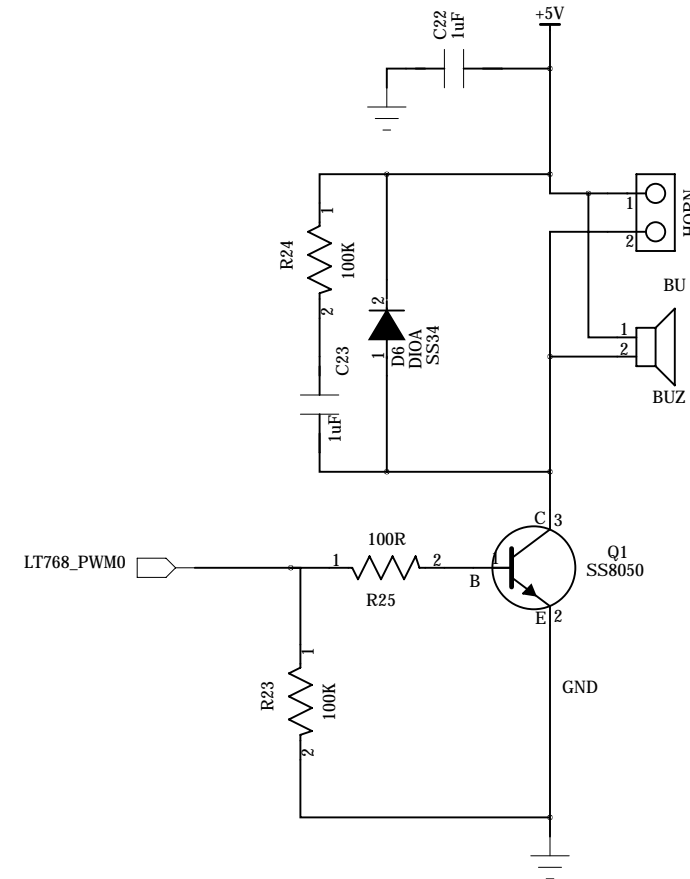 +5V
C22
1uF
1
R24
100K
2
C23
1uF
2
1
D6
DIOA
SS34
1
2
HORN
BU
1
2
BUZ
C 3
Q1
SS8050
LT768_PWM0
100R
1
2
R25
B
1
E 2
1
R23
100K
2
GND